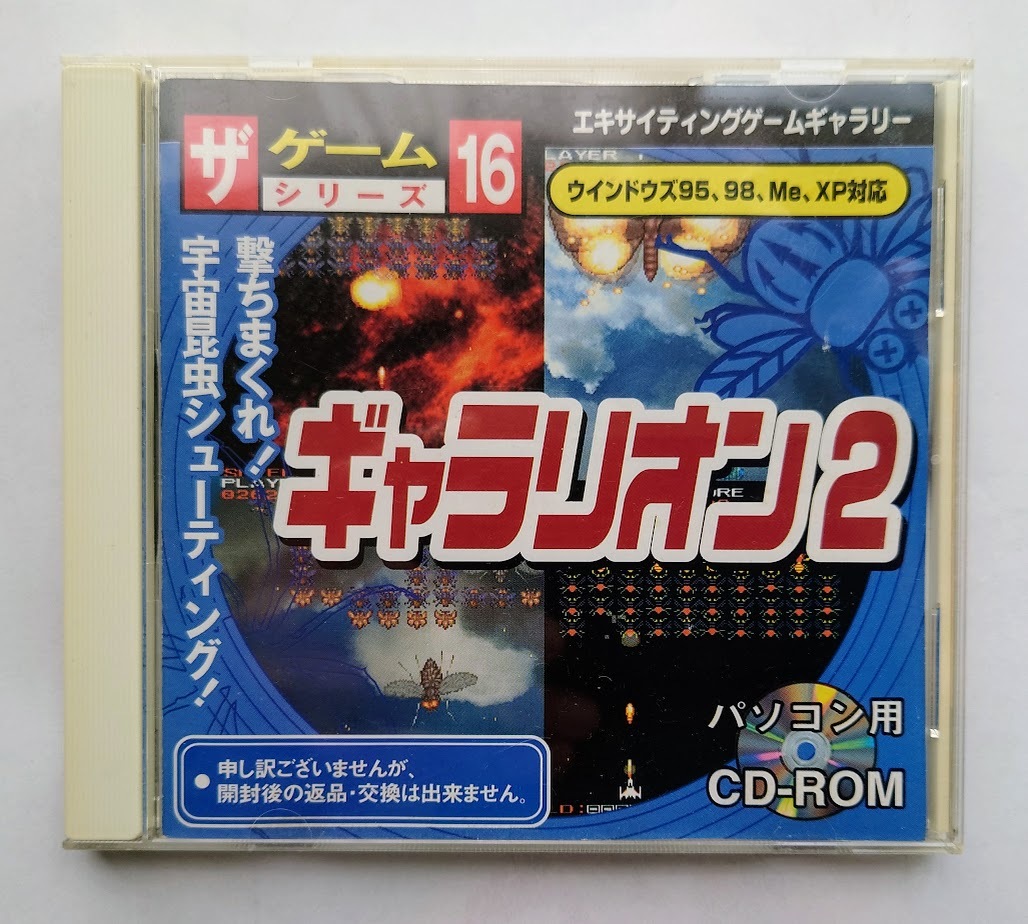 ザ ゲーム シリーズ 16
エキサイティングゲームギャラリー
ウインドウズ95、98、Me、XP対応
撃ちまくれ!
宇宙昆虫シューティング!
ギャラリオン2
パソコン用
CD-ROM
● 申し訳ございませんが、
開封後の返品・交換は出来ません。